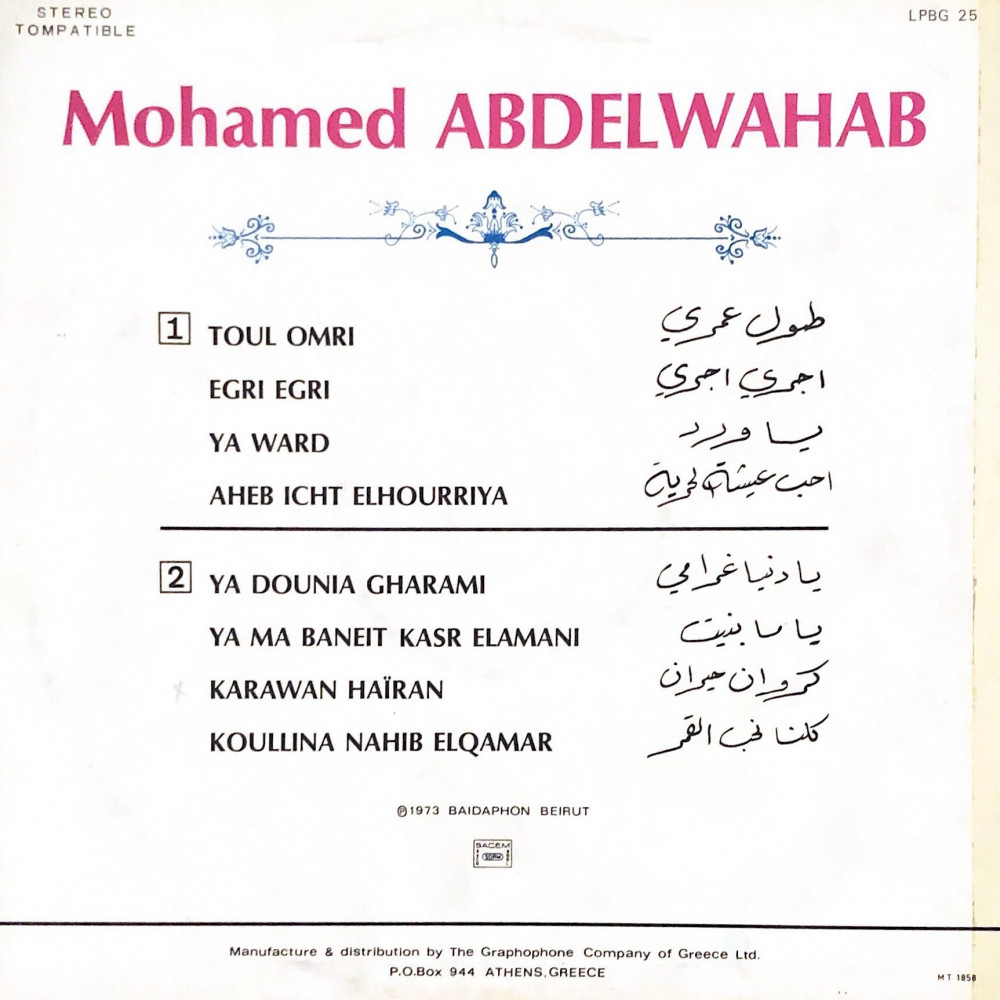 STEREO
TOMPATIBLE
LPBG 25
Mohamed ABDELWAHAB
1 TOUL OMRI طول عمري
EGRI EGRI اجري اجري
YA WARD يا ورد
AHEB ICHT ELHOURRIYA احب عيشة الحرية
2 YA DOUNIA GHARAMI يا دنيا غرامي
YA MA BANEIT KASR ELAMANI يا ما بنيت
KARAWAN HAÏRAN كروان حيران
KOULLINA NAHIB ELQAMAR كلنا نحب القمر
℗1973 BAIDAPHON BEIRUT
SACEM
SDRM
Manufacture & distribution by The Graphophone Company of Greece Ltd.
P.O.Box 944 ATHENS,GREECE
MT 1858